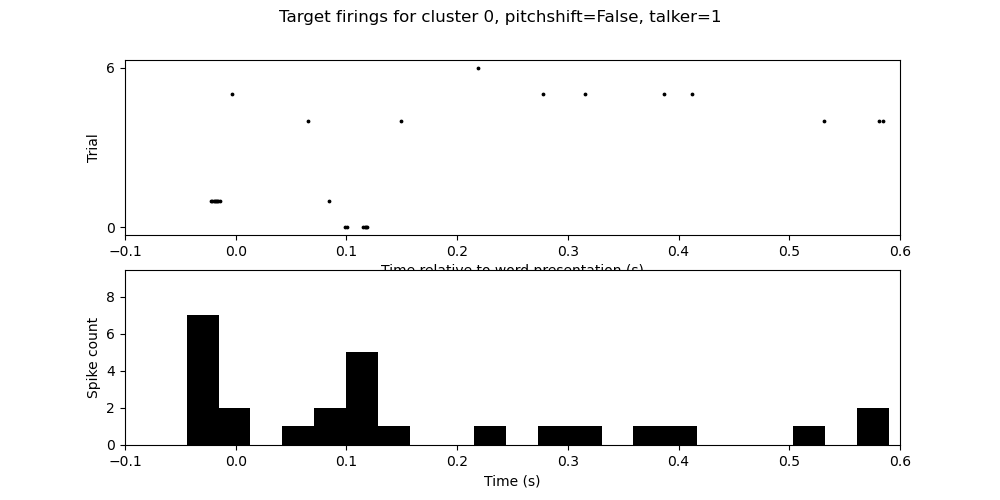 Target firings for cluster 0, pitchshift=False, talker=1
6
Trial
0
−0.1 0.0 0.1 0.2 0.3 0.4 0.5 0.6
Time relative to word presentation (s)
8
6
Spike count
4
2
0
−0.1 0.0 0.1 0.2 0.3 0.4 0.5 0.6
Time (s)